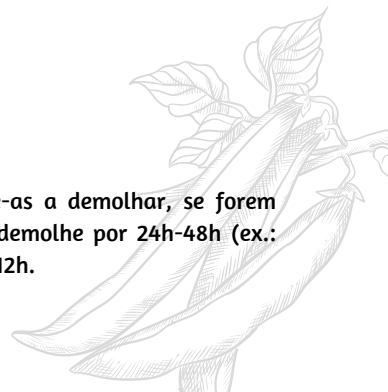 -as a demolhar, se forem
demolhe por 24h-48h (ex.:
12h.